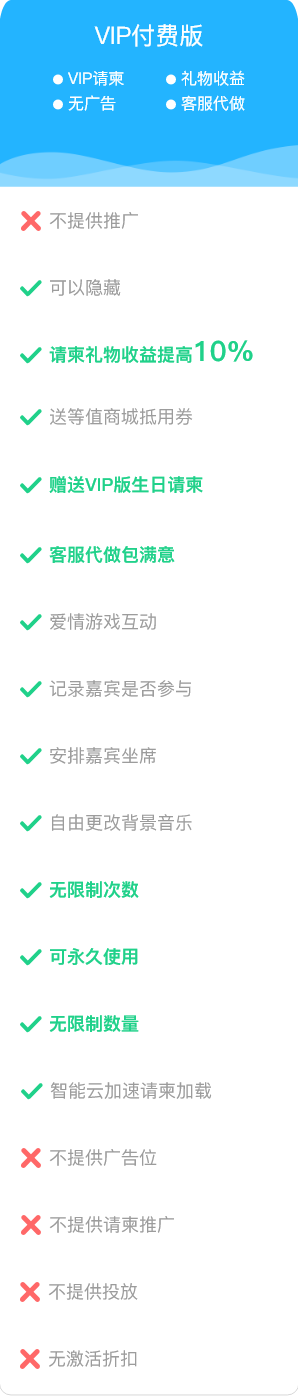 VIP付费版
VIP请柬 礼物收益
无广告 客服代做
不提供推广
可以隐藏
请柬礼物收益提高10%
送等值商城抵用券
赠送VIP版生日请柬
客服代做包满意
爱情游戏互动
记录嘉宾是否参与
安排嘉宾坐席
自由更改背景音乐
无限制次数
可永久使用
无限制数量
智能云加速请柬加载
不提供广告位
不提供请柬推广
不提供投放
无激活折扣